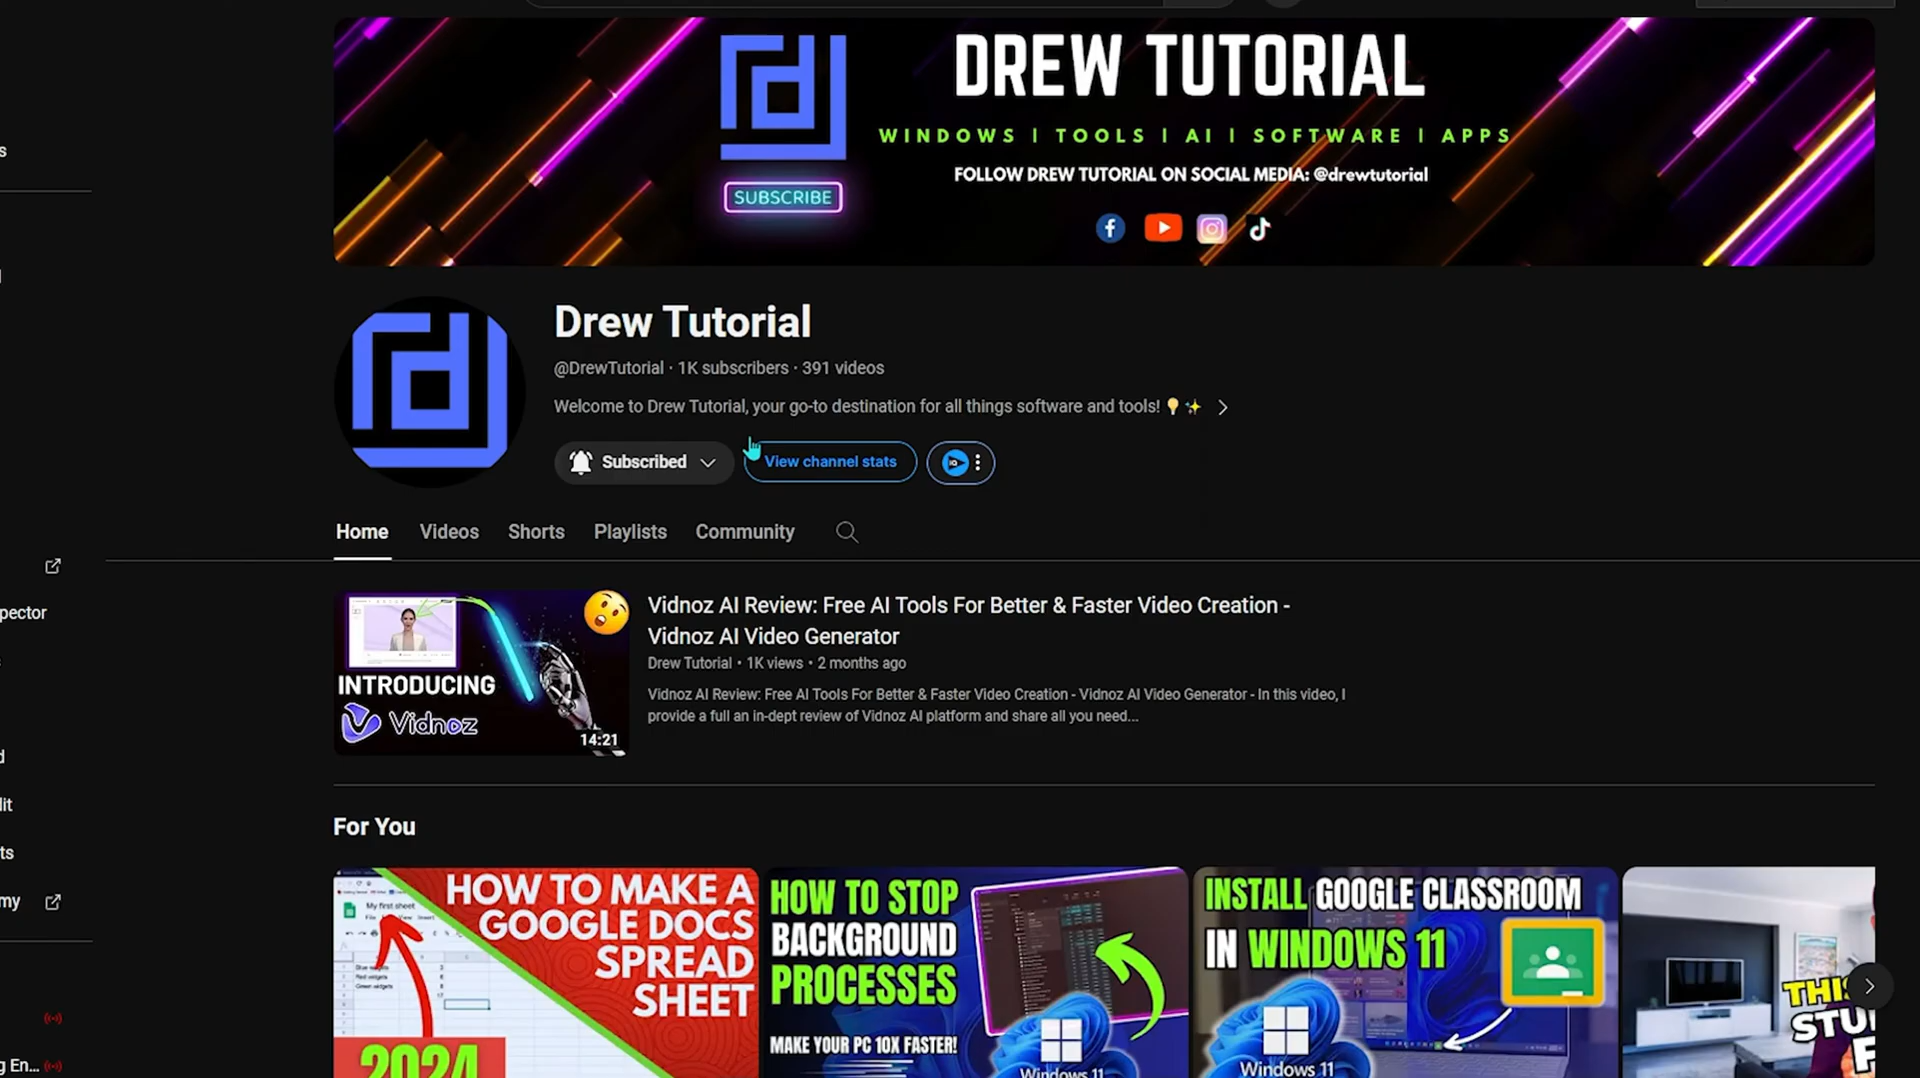 DREW TUTORIAL
WINDOWS | TOOLS | AI | SOFTWARE | APPS
FOLLOW DREW TUTORIAL ON SOCIAL MEDIA: @drewtutorial
SUBSCRIBE
Drew Tutorial
@DrewTutorial · 1K subscribers · 391 videos
Welcome to Drew Tutorial, your go-to destination for all things software and tools! 💡✨
Subscribed
View channel stats
Home Videos Shorts Playlists Community
Vidnoz AI Review: Free AI Tools For Better & Faster Video Creation -
Vidnoz AI Video Generator
Drew Tutorial • 1K views • 2 months ago
Vidnoz AI Review: Free AI Tools For Better & Faster Video Creation - Vidnoz AI Video Generator - In this video, I
provide a full an in-dept review of Vidnoz AI platform and share all you need...
INTRODUCING
Vidnoz
14:21
For You
My first sheet
HOW TO MAKE A
GOOGLE DOCS
SPREAD
SHEET
2024
HOW TO STOP
BACKGROUND
PROCESSES
MAKE YOUR PC 10X FASTER!
Windows 11
INSTALL GOOGLE CLASSROOM
IN WINDOWS 11
Windows 11
pector
lit
ts
my
g En...